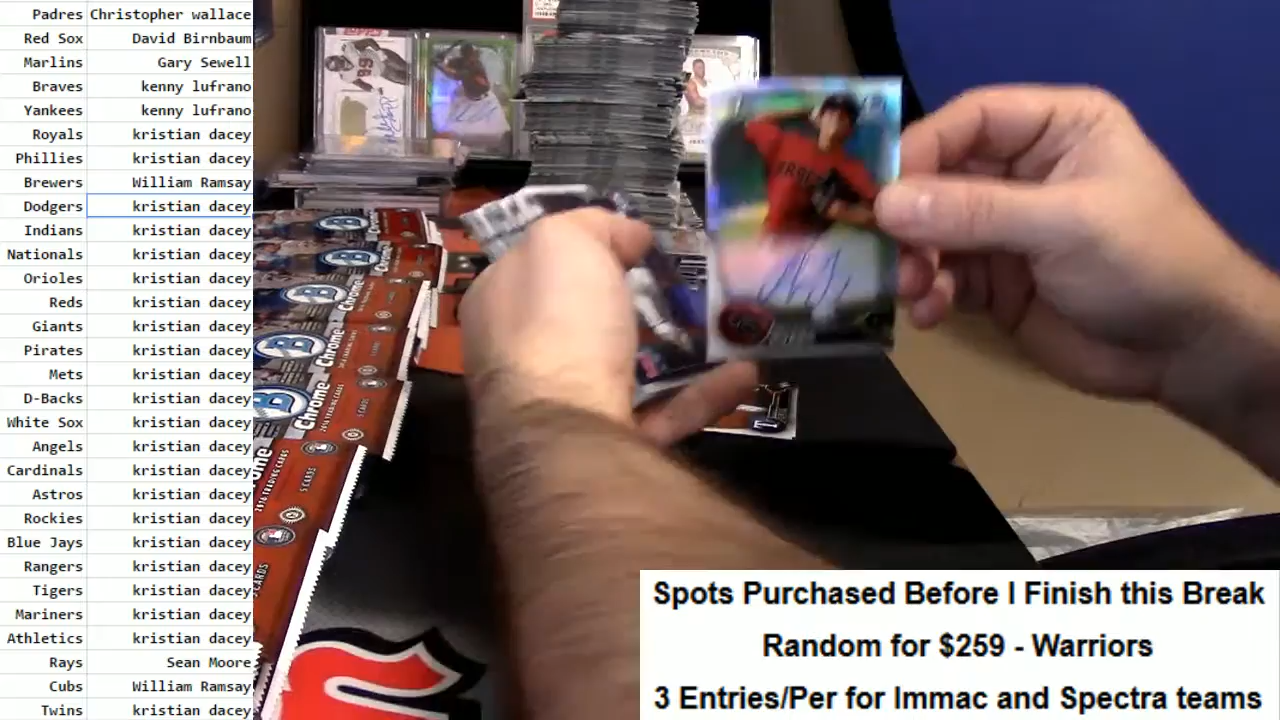 Padres Christopher wallace
Red Sox David Birnbaum
Marlins Gary Sewell
Braves kenny lufrano
Yankees kenny lufrano
Royals kristian dacey
Phillies kristian dacey
Brewers William Ramsay
Dodgers kristian dacey
Indians kristian dacey
Nationals kristian dacey
Orioles kristian dacey
Reds kristian dacey
Giants kristian dacey
Pirates kristian dacey
Mets kristian dacey
D-Backs kristian dacey
White Sox kristian dacey
Angels kristian dacey
Cardinals kristian dacey
Astros kristian dacey
Rockies kristian dacey
Blue Jays kristian dacey
Rangers kristian dacey
Tigers kristian dacey
Mariners kristian dacey
Athletics kristian dacey
Rays Sean Moore
Cubs William Ramsay
Twins kristian dacey
B
Chrome
Chrome
Chrome
5 CARDS
Spots Purchased Before I Finish this Break
Random for $259 - Warriors
3 Entries/Per for Immac and Spectra teams